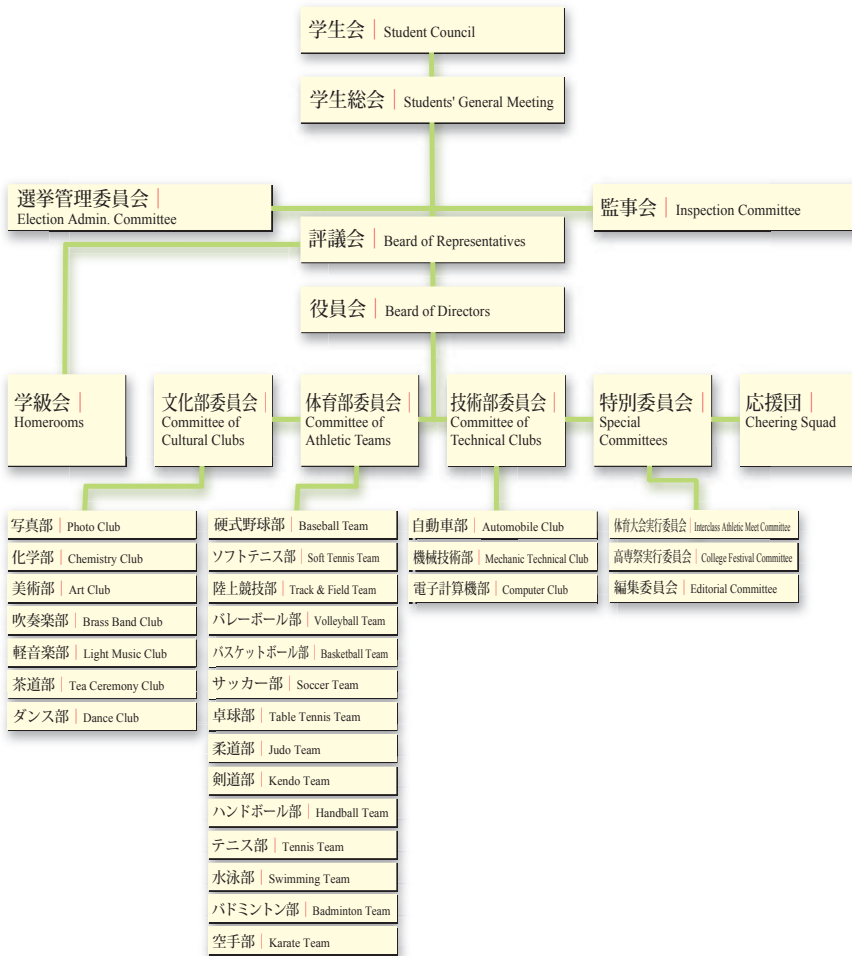 学生会 | Student Council
学生総会 | Students' General Meeting
選挙管理委員会 |
Election Admin. Committee
監事会 | Inspection Committee
評議会 | Beard of Representatives
役員会 | Beard of Directors
学級会 |
Homerooms
文化部委員会 |
Committee of
Cultural Clubs
体育部委員会 |
Committee of
Athletic Teams
技術部委員会 |
Committee of
Technical Clubs
特別委員会 |
Special
Committees
応援団 |
Cheering Squad
写真部 | Photo Club
化学部 | Chemistry Club
美術部 | Art Club
吹奏楽部 | Brass Band Club
軽音楽部 | Light Music Club
茶道部 | Tea Ceremony Club
ダンス部 | Dance Club
硬式野球部 | Baseball Team
ソフトテニス部 | Soft Tennis Team
陸上競技部 | Track & Field Team
バレーボール部 | Volleyball Team
バスケットボール部 | Basketball Team
サッカー部 | Soccer Team
卓球部 | Table Tennis Team
柔道部 | Judo Team
剣道部 | Kendo Team
ハンドボール部 | Handball Team
テニス部 | Tennis Team
水泳部 | Swimming Team
バドミントン部 | Badminton Team
空手部 | Karate Team
自動車部 | Automobile Club
機械技術部 | Mechanic Technical Club
電子計算機部 | Computer Club
体育大会実行委員会 | Interclass Athletic Meet Committee
高専祭実行委員会 | College Festival Committee
編集委員会 | Editorial Committee